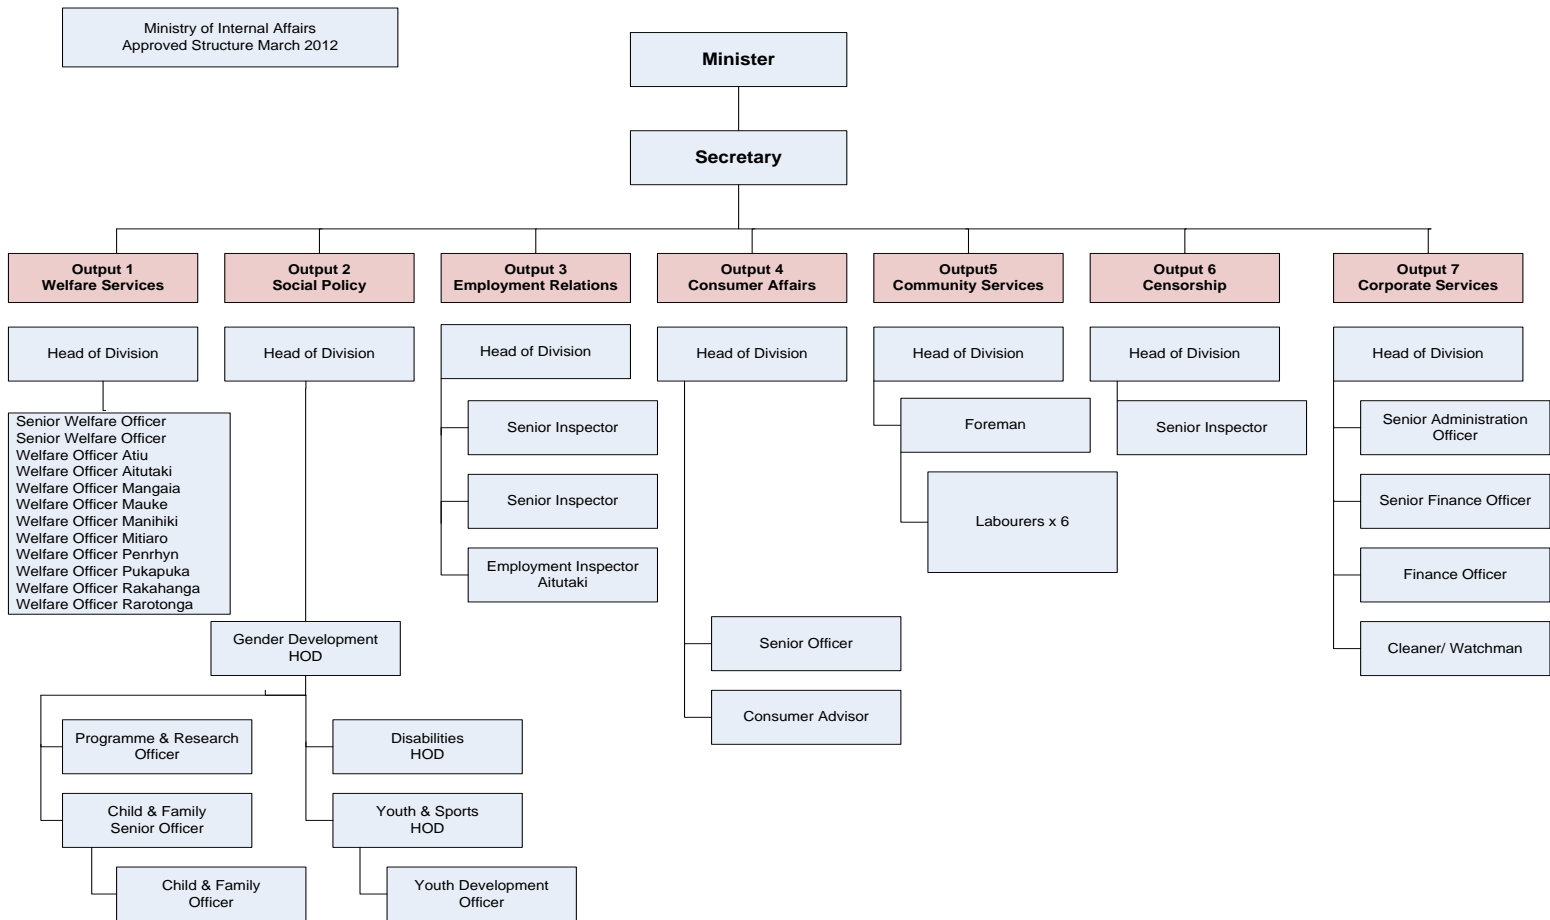 Ministry of Internal Affairs
Approved Structure March 2012
Minister
Secretary
Output 1
Welfare Services
Output 2
Social Policy
Output 3
Employment Relations
Output 4
Consumer Affairs
Output5
Community Services
Output 6
Censorship
Output 7
Corporate Services
Head of Division
Head of Division
Head of Division
Head of Division
Head of Division
Head of Division
Head of Division
Senior Welfare Officer
Senior Welfare Officer
Welfare Officer Atiu
Welfare Officer Aitutaki
Welfare Officer Mangaia
Welfare Officer Mauke
Welfare Officer Manihiki
Welfare Officer Mitiaro
Welfare Officer Penrhyn
Welfare Officer Pukapuka
Welfare Officer Rakahanga
Welfare Officer Rarotonga
Gender Development
HOD
Programme & Research
Officer
Child & Family
Senior Officer
Child & Family
Officer
Disabilities
HOD
Youth & Sports
HOD
Youth Development
Officer
Senior Inspector
Senior Inspector
Employment Inspector
Aitutaki
Senior Officer
Consumer Advisor
Foreman
Labourers x 6
Senior Inspector
Senior Administration
Officer
Senior Finance Officer
Finance Officer
Cleaner/ Watchman